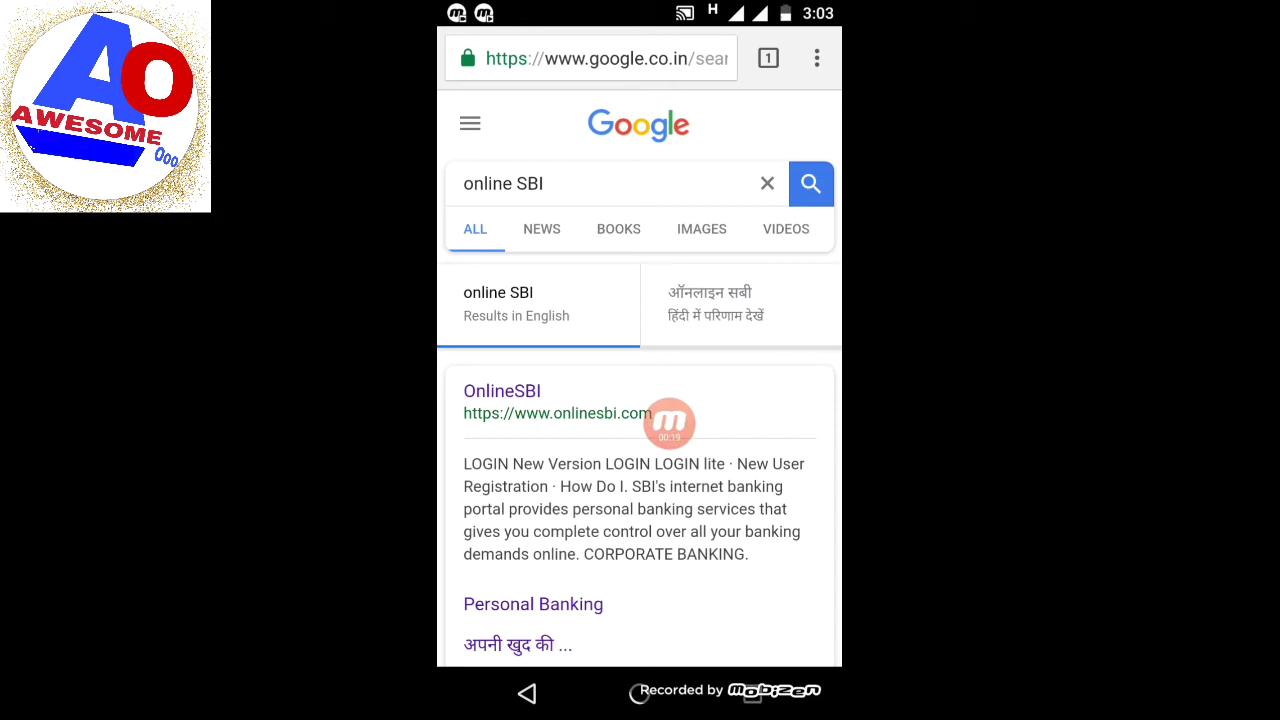 AO
AWESOME
Ooo
H
3:03
https://www.google.co.in/sear
1
Google
online SBI
ALL NEWS BOOKS IMAGES VIDEOS
online SBI
Results in English
ऑनलाइन सबी
हिंदी में परिणाम देखें
OnlineSBI
https://www.onlinesbi.com
00:19
LOGIN New Version LOGIN LOGIN lite · New User
Registration · How Do I. SBI's internet banking
portal provides personal banking services that
gives you complete control over all your banking
demands online. CORPORATE BANKING.
Personal Banking
अपनी खुद की ...
Recorded by mobizen